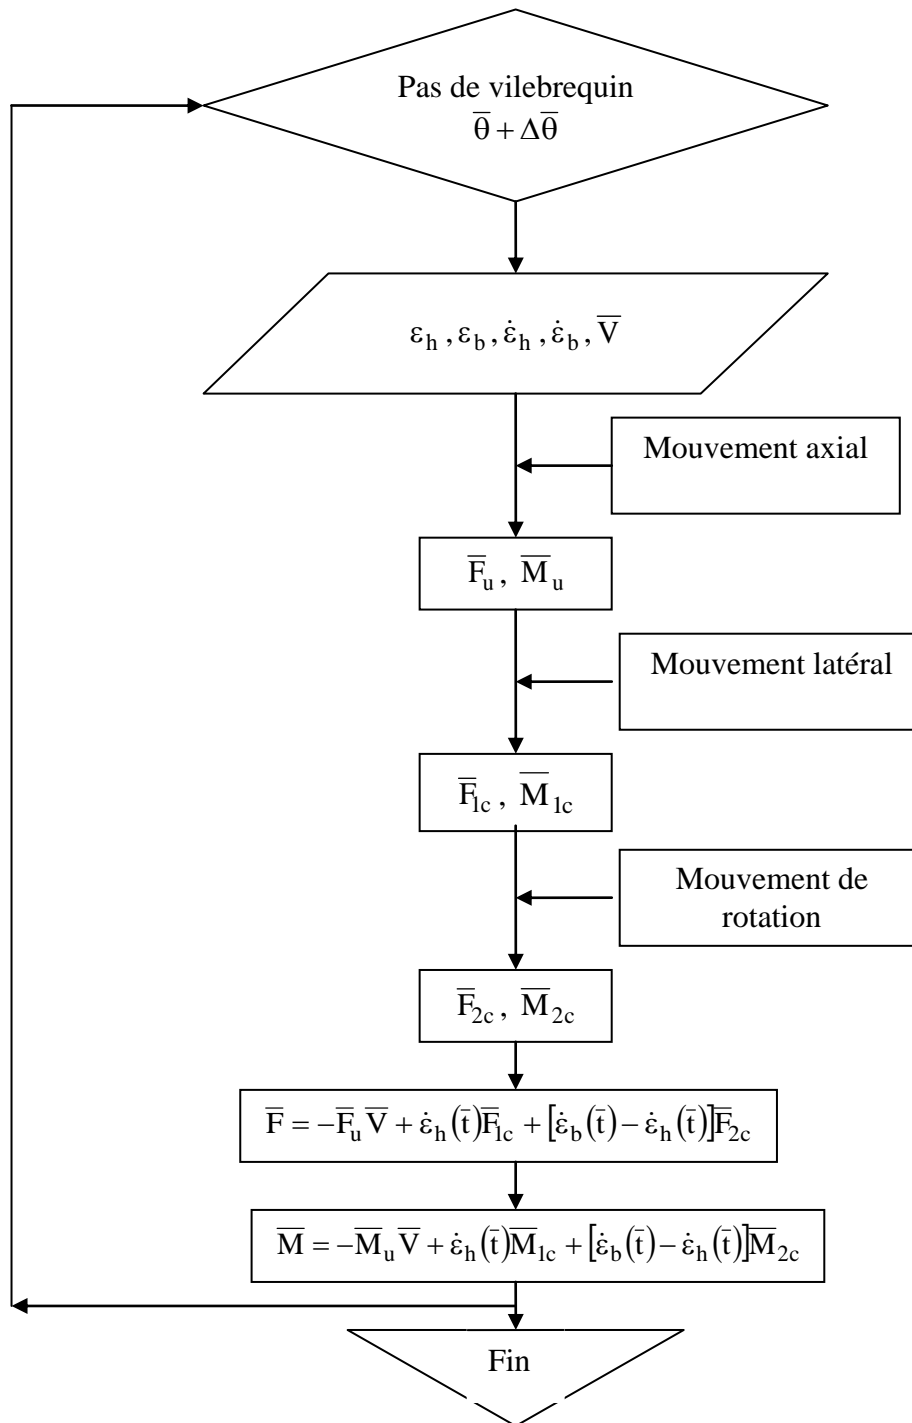 Pas de vilebrequin
θ̅ + Δθ̅
ε_h , ε_b , ε̇_h , ε̇_b , V̅
Mouvement axial
F̅_u , M̅_u
Mouvement latéral
F̅_1c , M̅_1c
Mouvement de
rotation
F̅_2c , M̅_2c
F̅ = −F̅_u V̅ + ε̇_h(t̅)F̅_1c + [ε̇_b(t̅) − ε̇_h(t̅)]F̅_2c
M̅ = −M̅_u V̅ + ε̇_h(t̅)M̅_1c + [ε̇_b(t̅) − ε̇_h(t̅)]M̅_2c
Fin